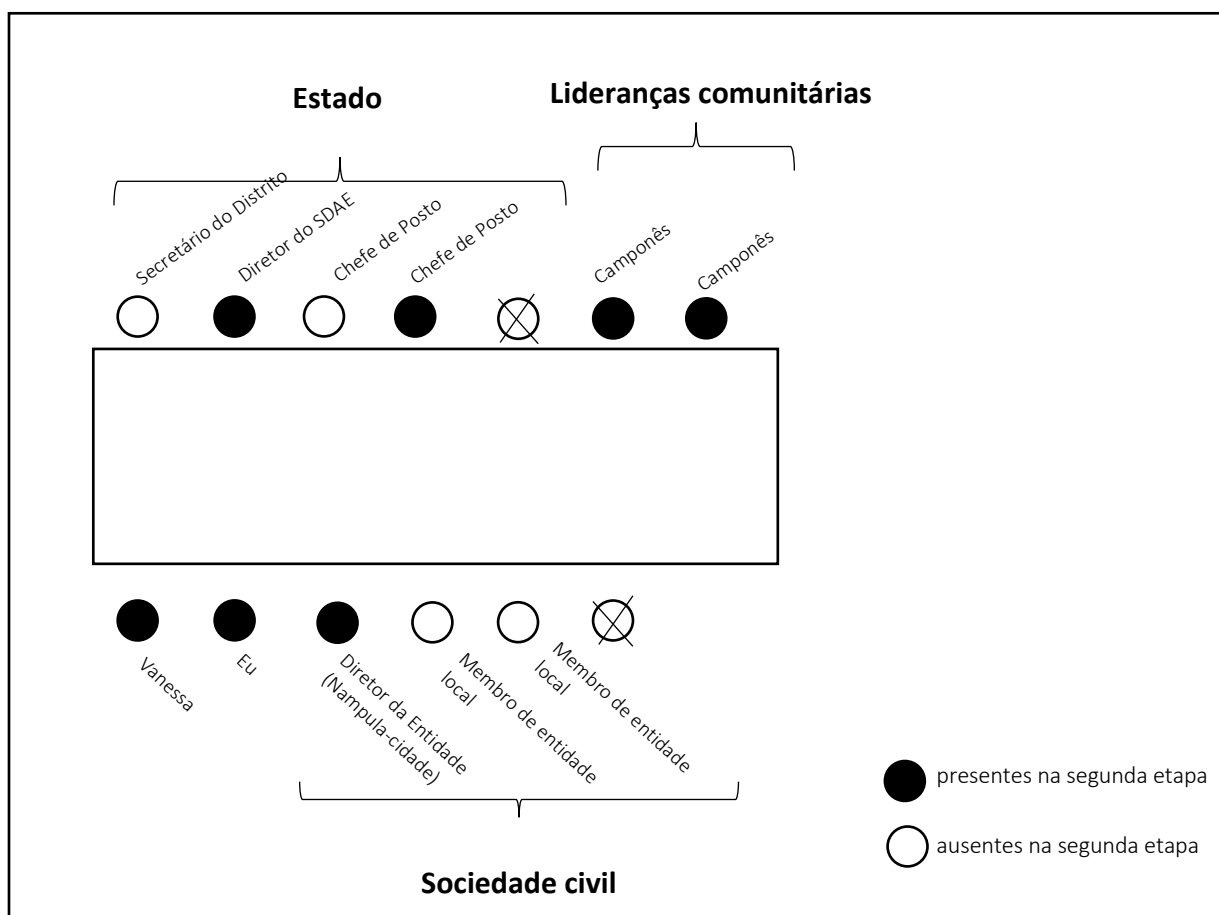 Estado
Lideranças comunitárias
Secretário do Distrito
Diretor do SDAE
Chefe de Posto
Chefe de Posto
Camponês
Camponês
Vanessa
Eu
Diretor da Entidade
(Nampula-cidade)
Membro de entidade
local
Membro de entidade
local
presentes na segunda etapa
ausentes na segunda etapa
Sociedade civil